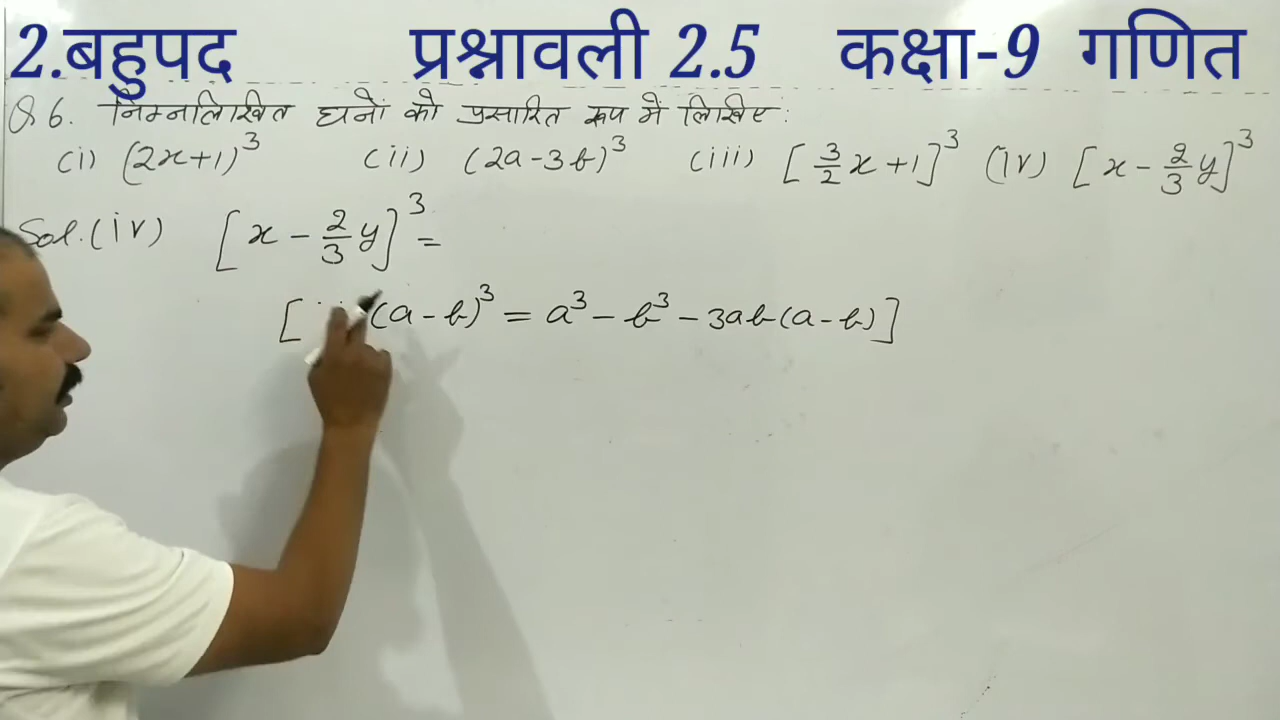 2.बहुपद प्रश्नावली 2.5 कक्षा-9 गणित
Q 6. निम्नलिखित घनों को प्रसारित रूप में लिखिए:
(i) (2x+1)³ (ii) (2a-3b)³ (iii) [3/2 x+1]³ (iv) [x-2/3 y]³
Sol. (iv) [x-2/3 y]³=
[ (a-b)³ = a³-b³-3ab(a-b)]